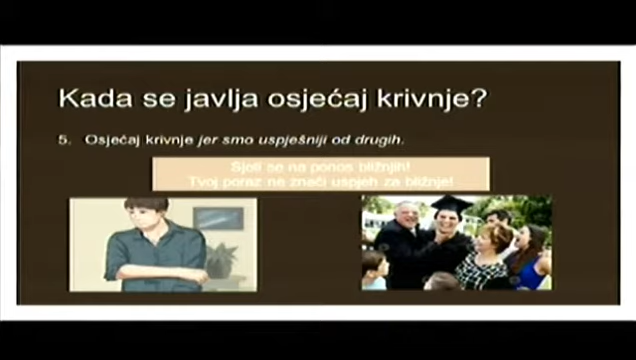 Kada se javlja osjećaj krivnje?
5. Osjećaj krivnje jer smo uspješniji od drugih.
Sjeti se na ponos bližnjih!
Tvoj poraz ne znači uspjeh za bližnje!